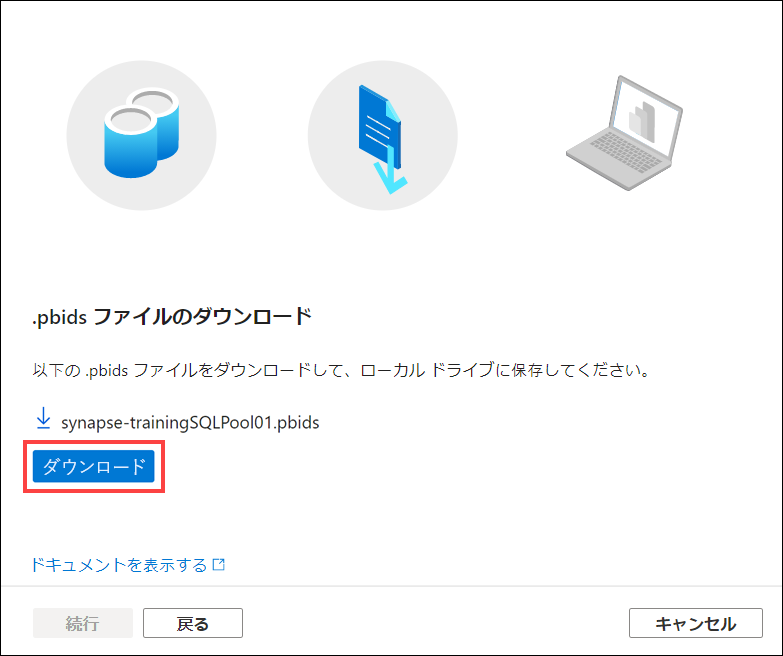 .pbids ファイルのダウンロード
以下の .pbids ファイルをダウンロードして、ローカル ドライブに保存してください。
synapse-trainingSQLPool01.pbids
ダウンロード
ドキュメントを表示する
続行 戻る キャンセル